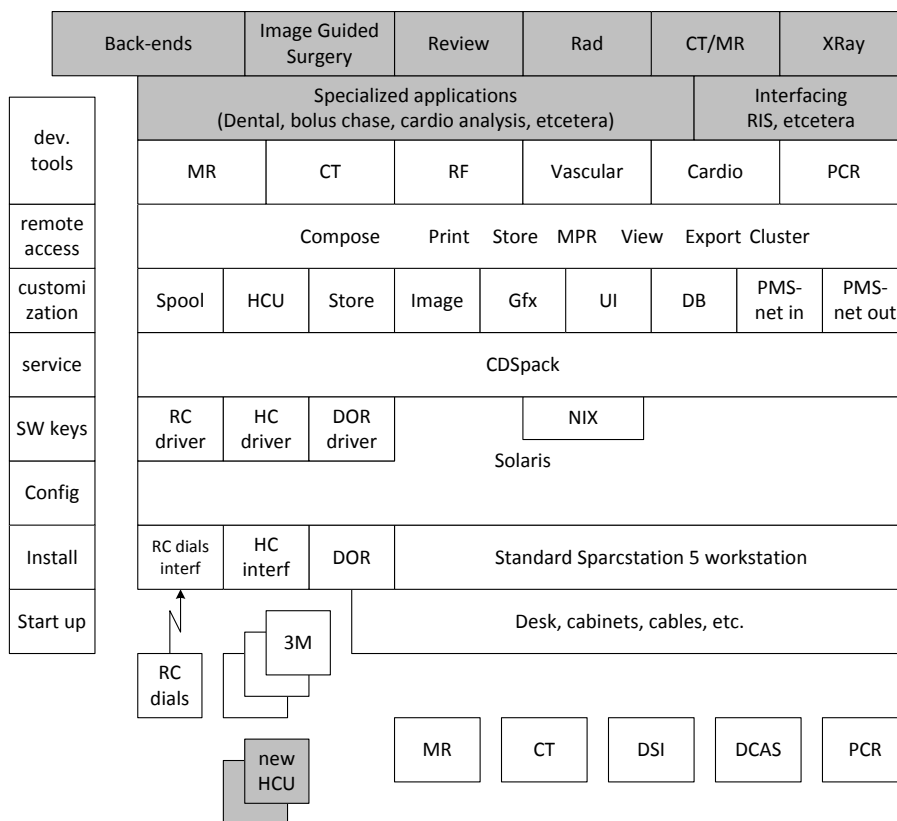 Back-ends
Image Guided
Surgery
Review
Rad
CT/MR
XRay
Specialized applications
(Dental, bolus chase, cardio analysis, etcetera)
Interfacing
RIS, etcetera
dev.
tools
MR
CT
RF
Vascular
Cardio
PCR
remote
access
Compose Print Store MPR View Export Cluster
customi
zation
Spool
HCU
Store
Image
Gfx
UI
DB
PMS-
net in
PMS-
net out
service
CDSpack
SW keys
RC
driver
HC
driver
DOR
driver
NIX
Solaris
Config
Install
RC dials
interf
HC
interf
DOR
Standard Sparcstation 5 workstation
Start up
Desk, cabinets, cables, etc.
3M
RC
dials
new
HCU
MR
CT
DSI
DCAS
PCR